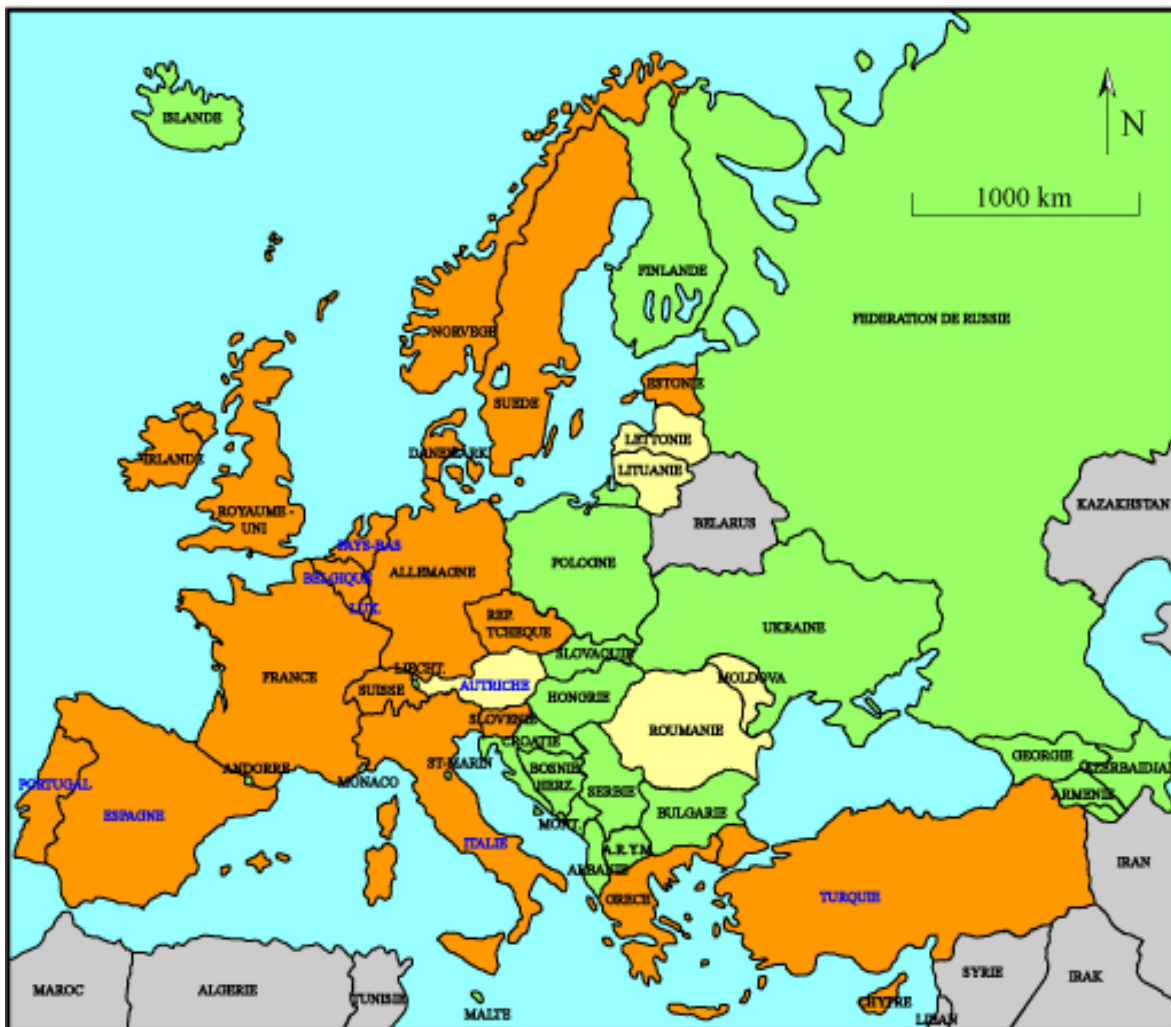 ISLANDE
N
1000 km
FINLANDE
FEDERATION DE RUSSIE
NORVEGE
SUEDE
ESTONIE
LETTONIE
LITUANIE
DANEMARK
IRLANDE
ROYAUME -
UNI
KAZAKHSTAN
BELARUS
PAYS-BAS
BELGIQUE
ALLEMAGNE
LUX.
POLOGNE
REP.
TCHEQUE
UKRAINE
SLOVAQUIE
FRANCE
LIECHT.
SUISSE
AUTRICHE
HONGRIE
MOLDOVA
SLOVENIE
ROUMANIE
CROATIE
ANDORRE
MONACO
ST-MARIN
BOSNIE
HERZ.
SERBIE
GEORGIE
AZERBAIDJAN
ARMENIE
PORTUGAL
ESPAGNE
ITALIE
MONT.
BULGARIE
A.R.Y.M
ALBANIE
GRECE
TURQUIE
IRAN
MAROC
ALGERIE
TUNISIE
MALTE
CHYPRE
SYRIE
LIBAN
IRAK